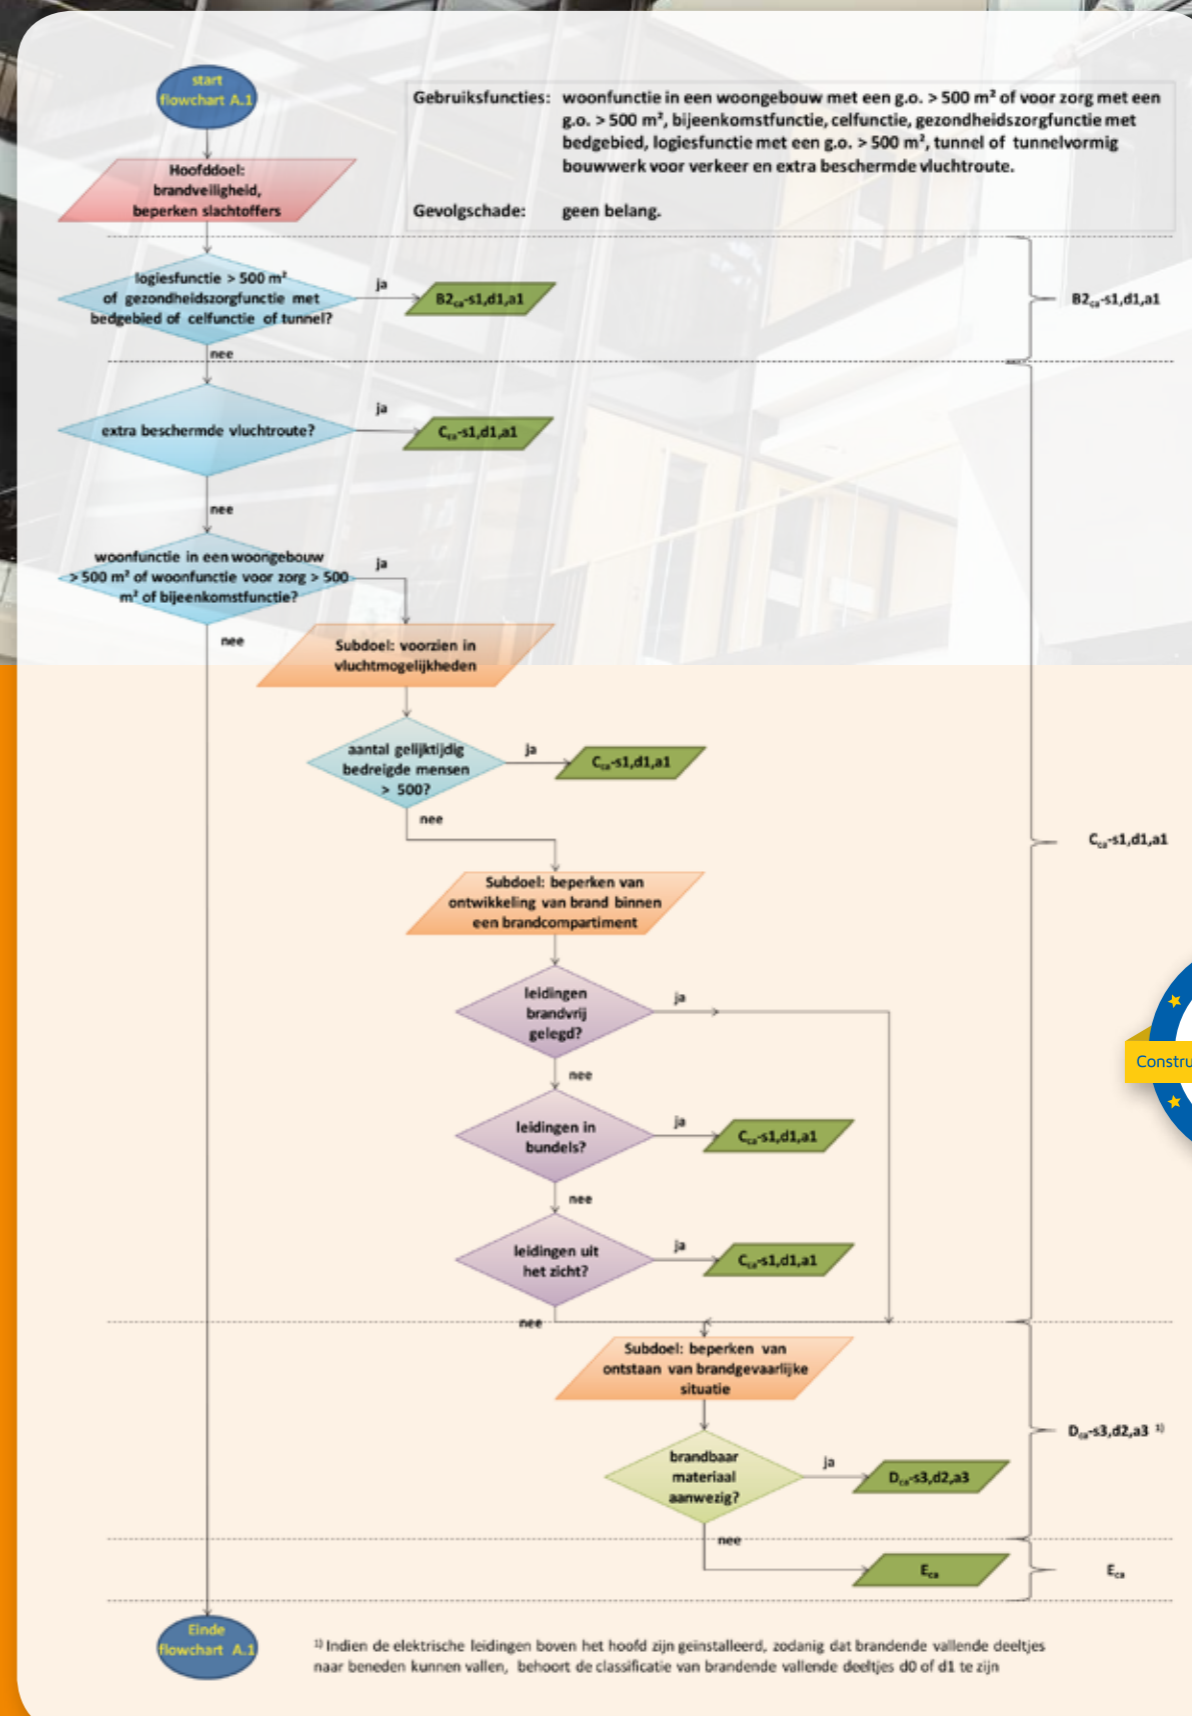 start
flowchart A.1
Gebruiksfuncties: woonfunctie in een woongebouw met een g.o. > 500 m² of voor zorg met een
g.o. > 500 m², bijeenkomstfunctie, celfunctie, gezondheidszorgfunctie met
bedgebied, logiesfunctie met een g.o. > 500 m², tunnel of tunnelvormig
bouwwerk voor verkeer en extra beschermde vluchtroute.
Gevolgschade: geen belang.
Hoofddoel:
brandveiligheid,
beperken slachtoffers
logiesfunctie > 500 m²
of gezondheidszorgfunctie met
bedgebied of celfunctie of tunnel?
ja
B2ca-s1,d1,a1
B2ca-s1,d1,a1
nee
extra beschermde vluchtroute?
ja
Cca-s1,d1,a1
nee
woonfunctie in een woongebouw
> 500 m² of woonfunctie voor zorg > 500
m² of bijeenkomstfunctie?
ja
nee
Subdoel: voorzien in
vluchtmogelijkheden
aantal gelijktijdig
bedreigde mensen
> 500?
ja
Cca-s1,d1,a1
nee
Cca-s1,d1,a1
Subdoel: beperken van
ontwikkeling van brand binnen
een brandcompartiment
leidingen
brandvrij
gelegd?
ja
nee
Constru
leidingen in
bundels?
ja
Cca-s1,d1,a1
nee
leidingen uit
het zicht?
ja
Cca-s1,d1,a1
nee
Subdoel: beperken van
ontstaan van brandgevaarlijke
situatie
Dca-s3,d2,a3 ¹⁾
brandbaar
materiaal
aanwezig?
ja
Dca-s3,d2,a3
nee
Eca
Eca
Einde
flowchart A.1
¹⁾ Indien de elektrische leidingen boven het hoofd zijn geïnstalleerd, zodanig dat brandende vallende deeltjes
naar beneden kunnen vallen, behoort de classificatie van brandende vallende deeltjes d0 of d1 te zijn